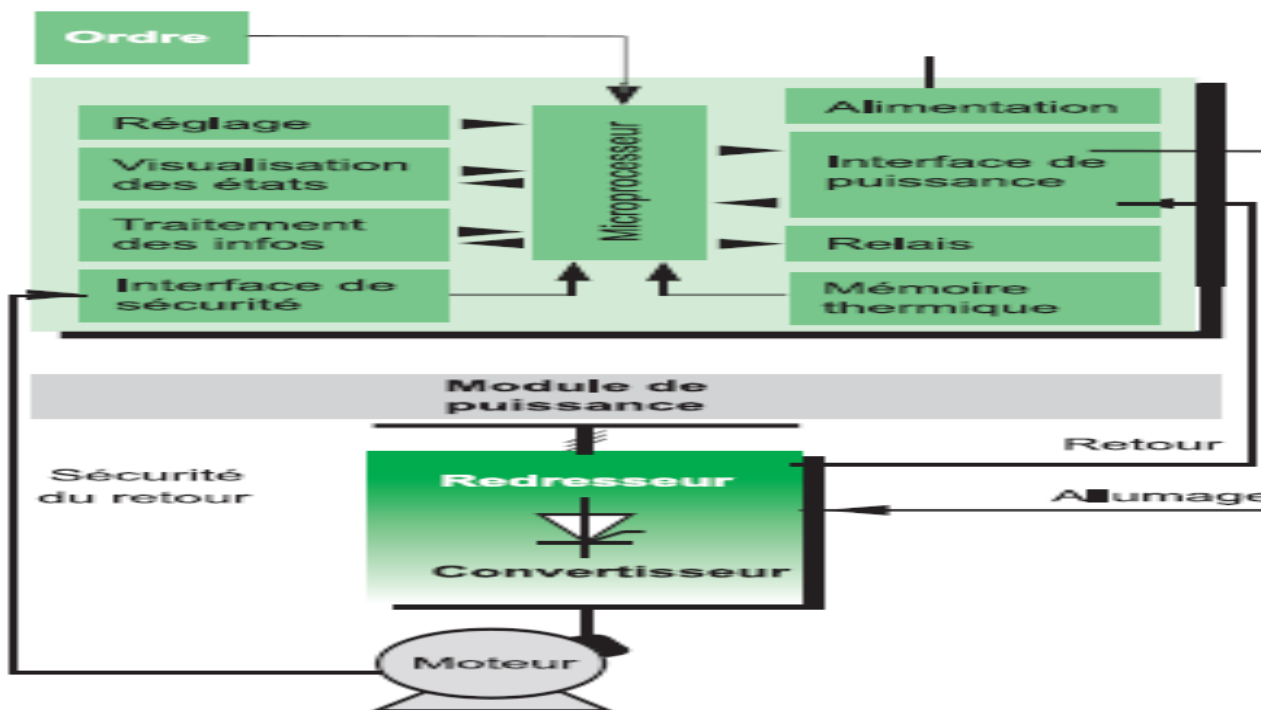 Ordre
Réglage
Visualisation
des états
Traitement
des infos
Interface de
sécurité
Microprocesseur
Alimentation
Interface de
puissance
Relais
Mémoire
thermique
Module de
puissance
Sécurité
du retour
Redresseur
Convertisseur
Retour
Allumage
Moteur